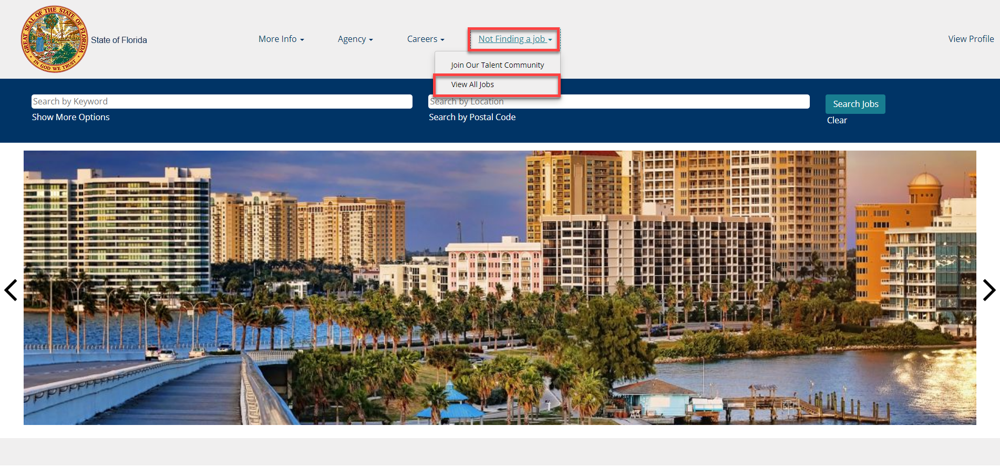 GREAT SEAL OF THE STATE OF FLORIDA
IN GOD WE TRUST
State of Florida
More Info
Agency
Careers
Not Finding a job
View Profile
Join Our Talent Community
View All Jobs
Search by Keyword
Search by Location
Search Jobs
Show More Options
Search by Postal Code
Clear